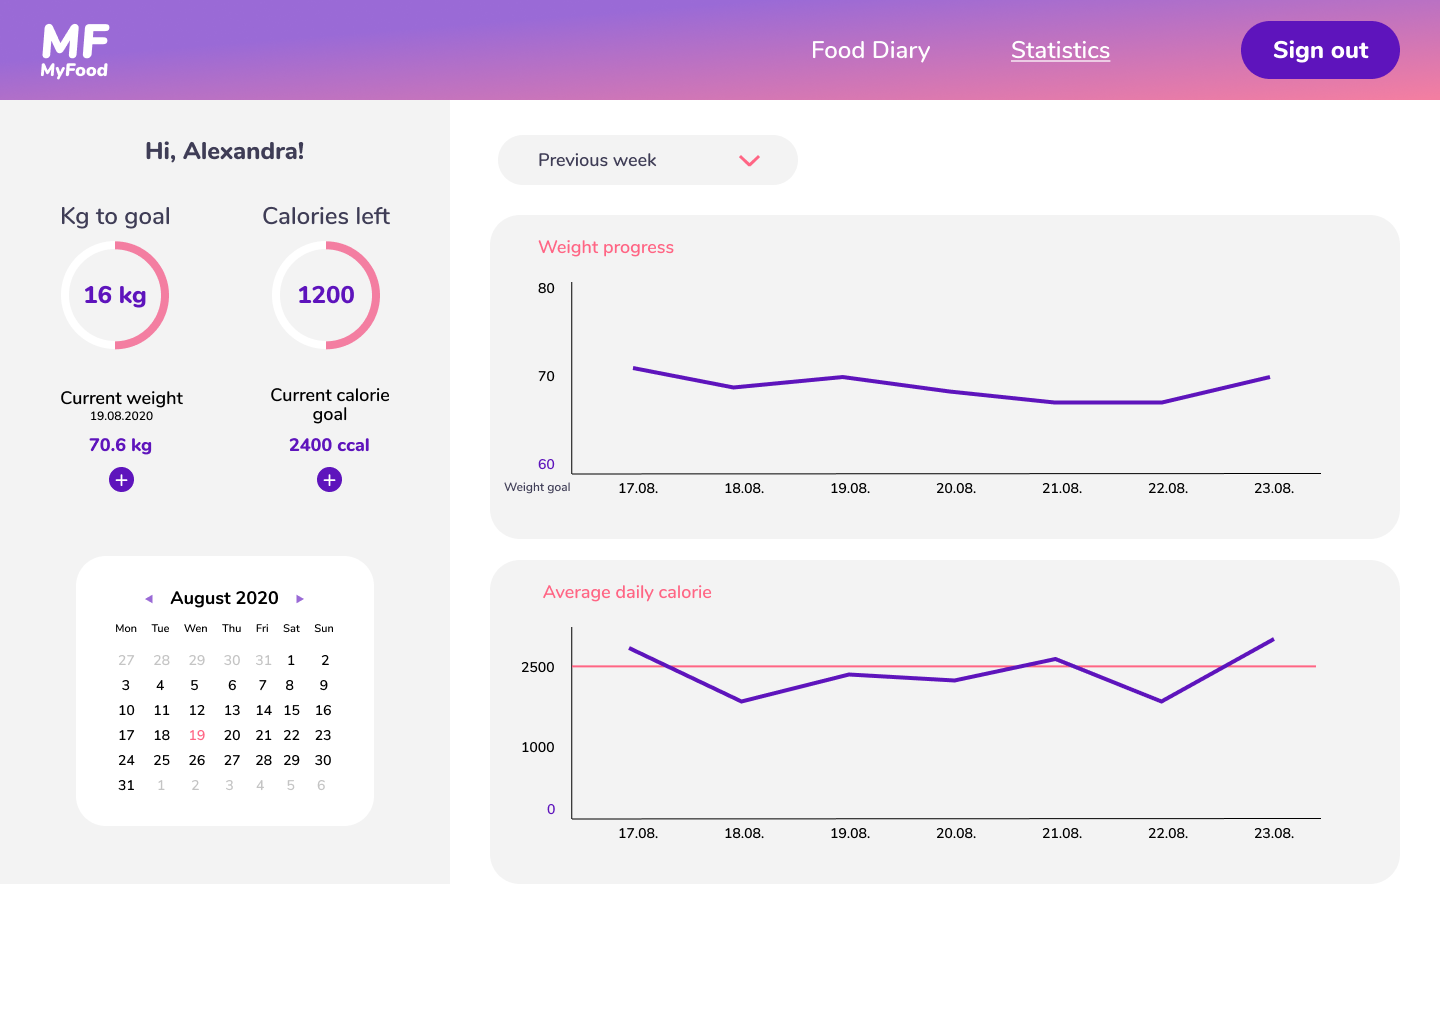 MF
MyFood
Food Diary
Statistics
Sign out
Hi, Alexandra!
Kg to goal
Calories left
16 kg
1200
Current weight
19.08.2020
70.6 kg
Current calorie
goal
2400 ccal
August 2020
Mon Tue Wen Thu Fri Sat Sun
27 28 29 30 31 1 2
3 4 5 6 7 8 9
10 11 12 13 14 15 16
17 18 19 20 21 22 23
24 25 26 27 28 29 30
31 1 2 3 4 5 6
Previous week
Weight progress
80
70
60
Weight goal
17.08. 18.08. 19.08. 20.08. 21.08. 22.08. 23.08.
Average daily calorie
2500
1000
0
17.08. 18.08. 19.08. 20.08. 21.08. 22.08. 23.08.